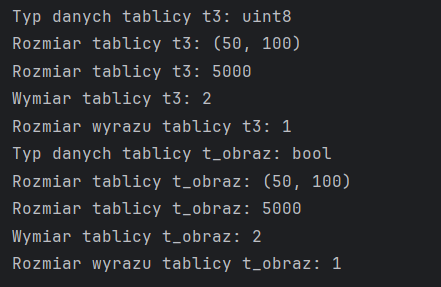 Typ danych tablicy t3: uint8
Rozmiar tablicy t3: (50, 100)
Rozmiar tablicy t3: 5000
Wymiar tablicy t3: 2
Rozmiar wyrazu tablicy t3: 1
Typ danych tablicy t_obraz: bool
Rozmiar tablicy t_obraz: (50, 100)
Rozmiar tablicy t_obraz: 5000
Wymiar tablicy t_obraz: 2
Rozmiar wyrazu tablicy t_obraz: 1